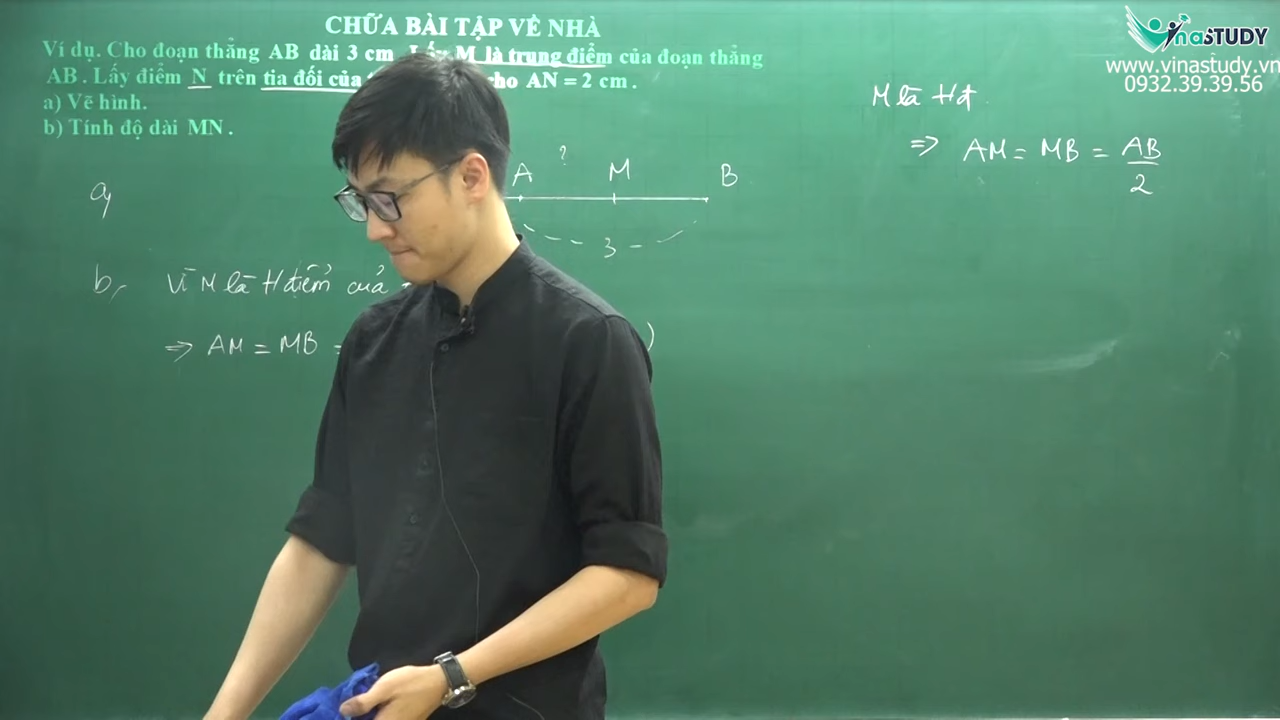 CHỮA BÀI TẬP VỀ NHÀ
Ví dụ. Cho đoạn thẳng AB dài 3 cm. Lấy M là trung điểm của đoạn thẳng
AB. Lấy điểm N trên tia đối của cho AN = 2 cm.
a) Vẽ hình.
b) Tính độ dài MN.
VinaSTUDY
www.vinastudy.vn
0932.39.39.56
M là tđ
=> AM = MB = AB/2
a,
A ? M B
3
b, Vì M là tđiểm của
=> AM = MB =
)